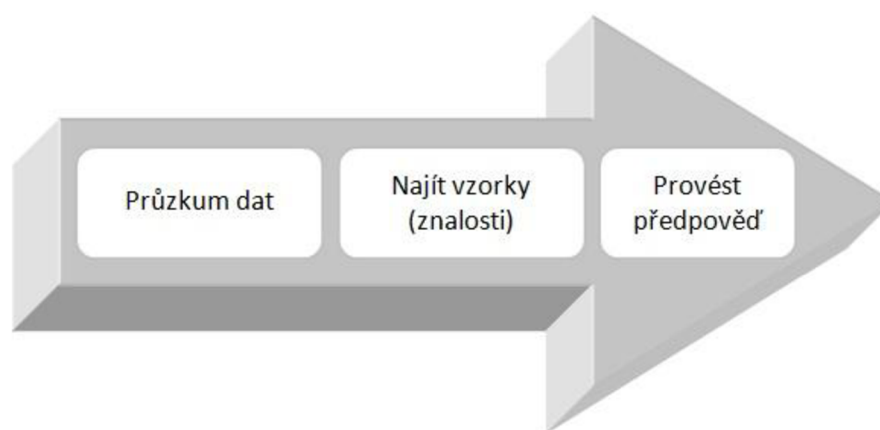 Průzkum dat
Najít vzorky
(znalosti)
Provést
předpověď